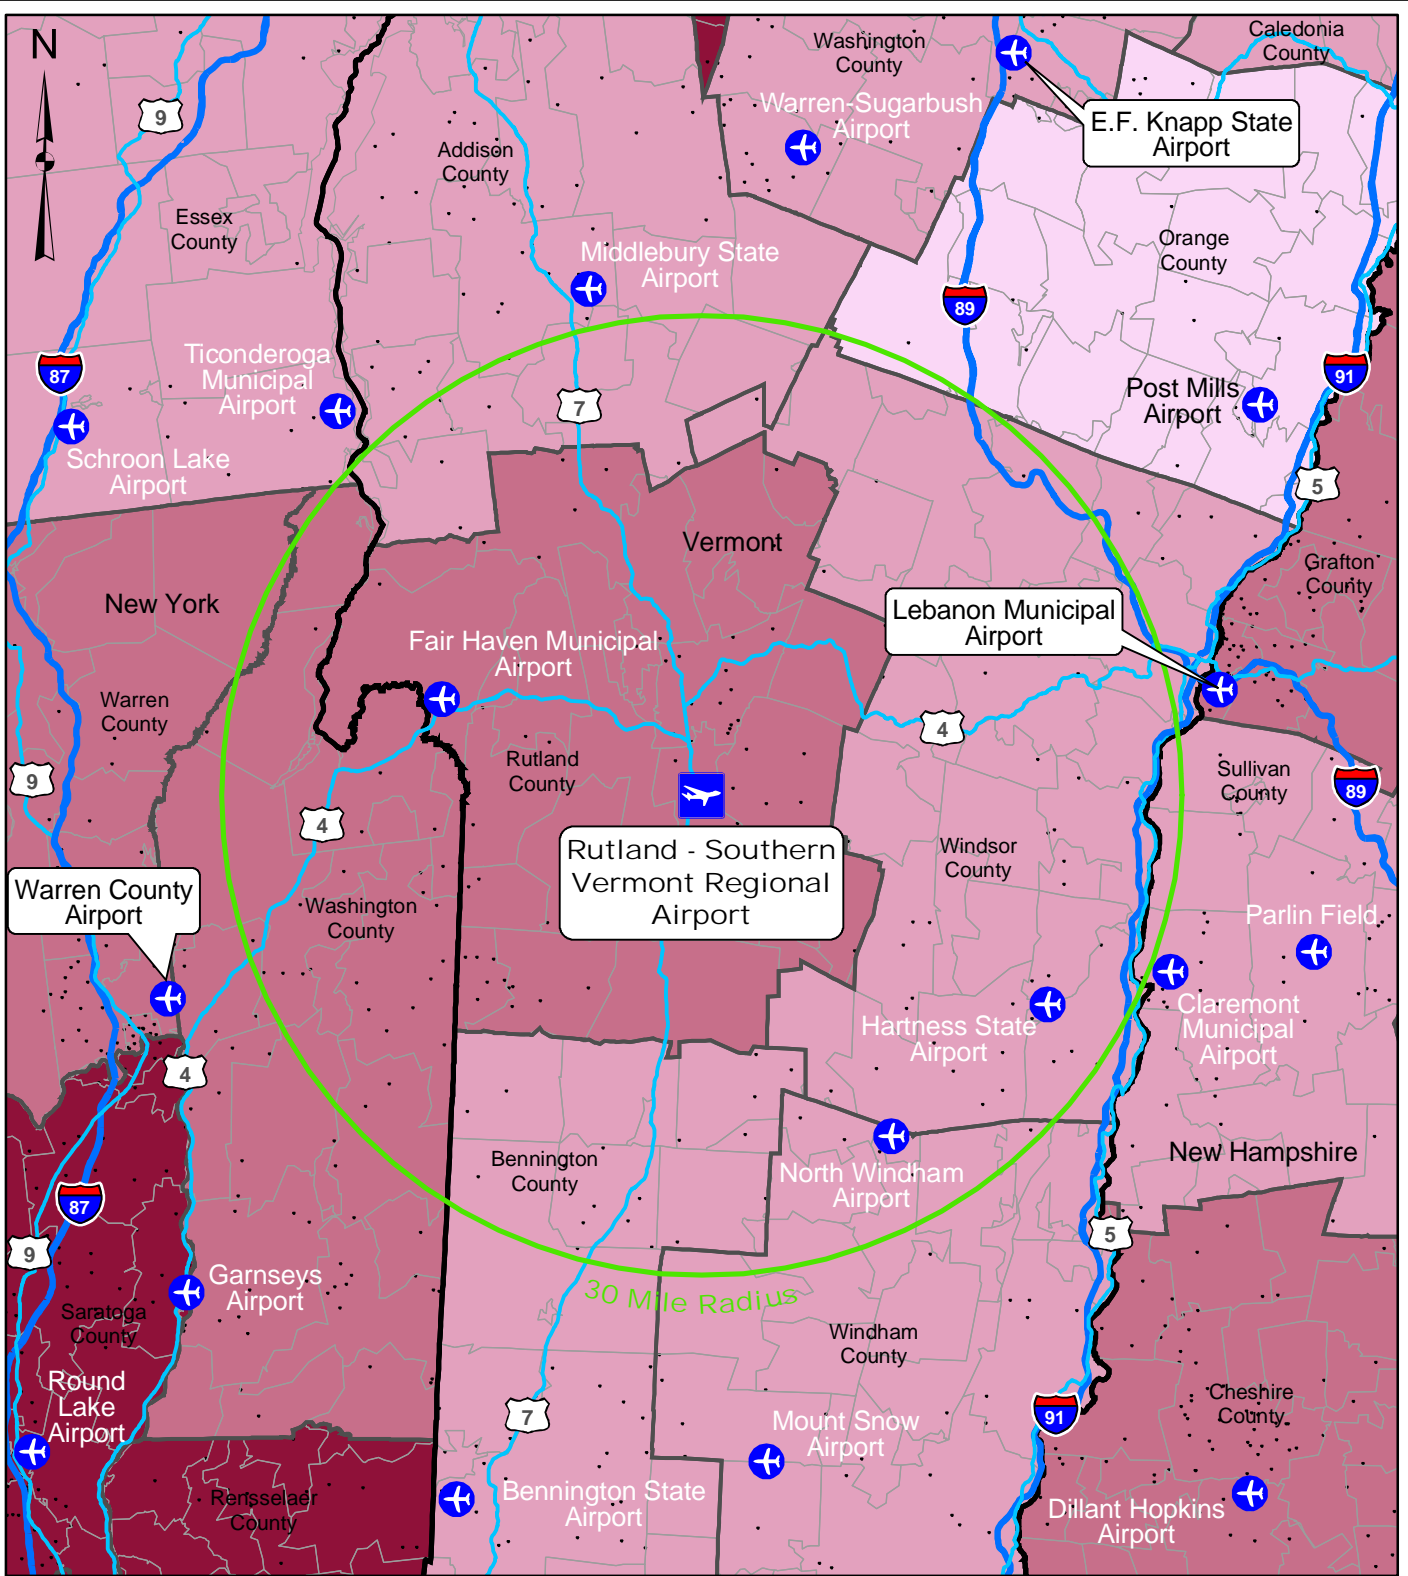 N
Washington
County
Caledonia
County
9
Warren-Sugarbush
Airport
E.F. Knapp State
Airport
Addison
County
Essex
County
Orange
County
Middlebury State
Airport
89
87
Ticonderoga
Municipal
Airport
91
7
Post Mills
Airport
Schroon Lake
Airport
5
Vermont
Grafton
County
New York
Lebanon Municipal
Airport
Fair Haven Municipal
Airport
Warren
County
4
Rutland
County
Sullivan
County
9
89
4
Rutland - Southern
Vermont Regional
Airport
Windsor
County
Warren County
Airport
Washington
County
Parlin Field
Hartness State
Airport
Claremont
Municipal
Airport
4
Bennington
County
North Windham
Airport
New Hampshire
87
5
9
Garnseys
Airport
30 Mile Radius
Saratoga
County
Windham
County
Round
Lake
Airport
7
Mount Snow
Airport
91
Cheshire
County
Rensselaer
County
Bennington State
Airport
Dillant Hopkins
Airport